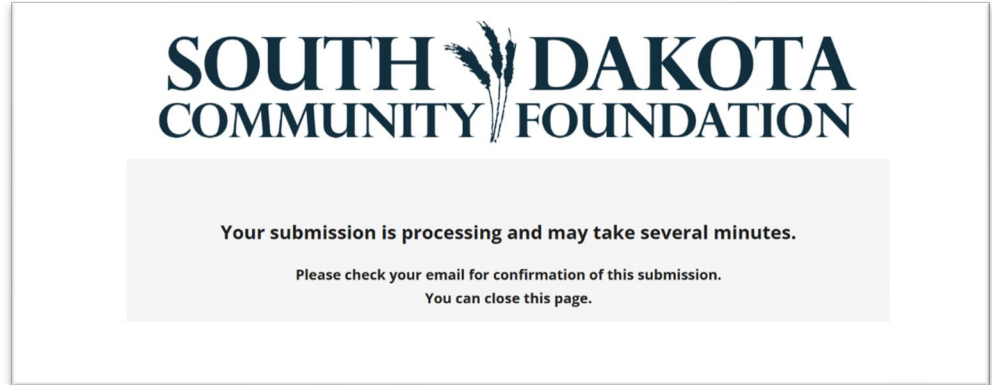 SOUTH DAKOTA
COMMUNITY FOUNDATION
Your submission is processing and may take several minutes.
Please check your email for confirmation of this submission.
You can close this page.